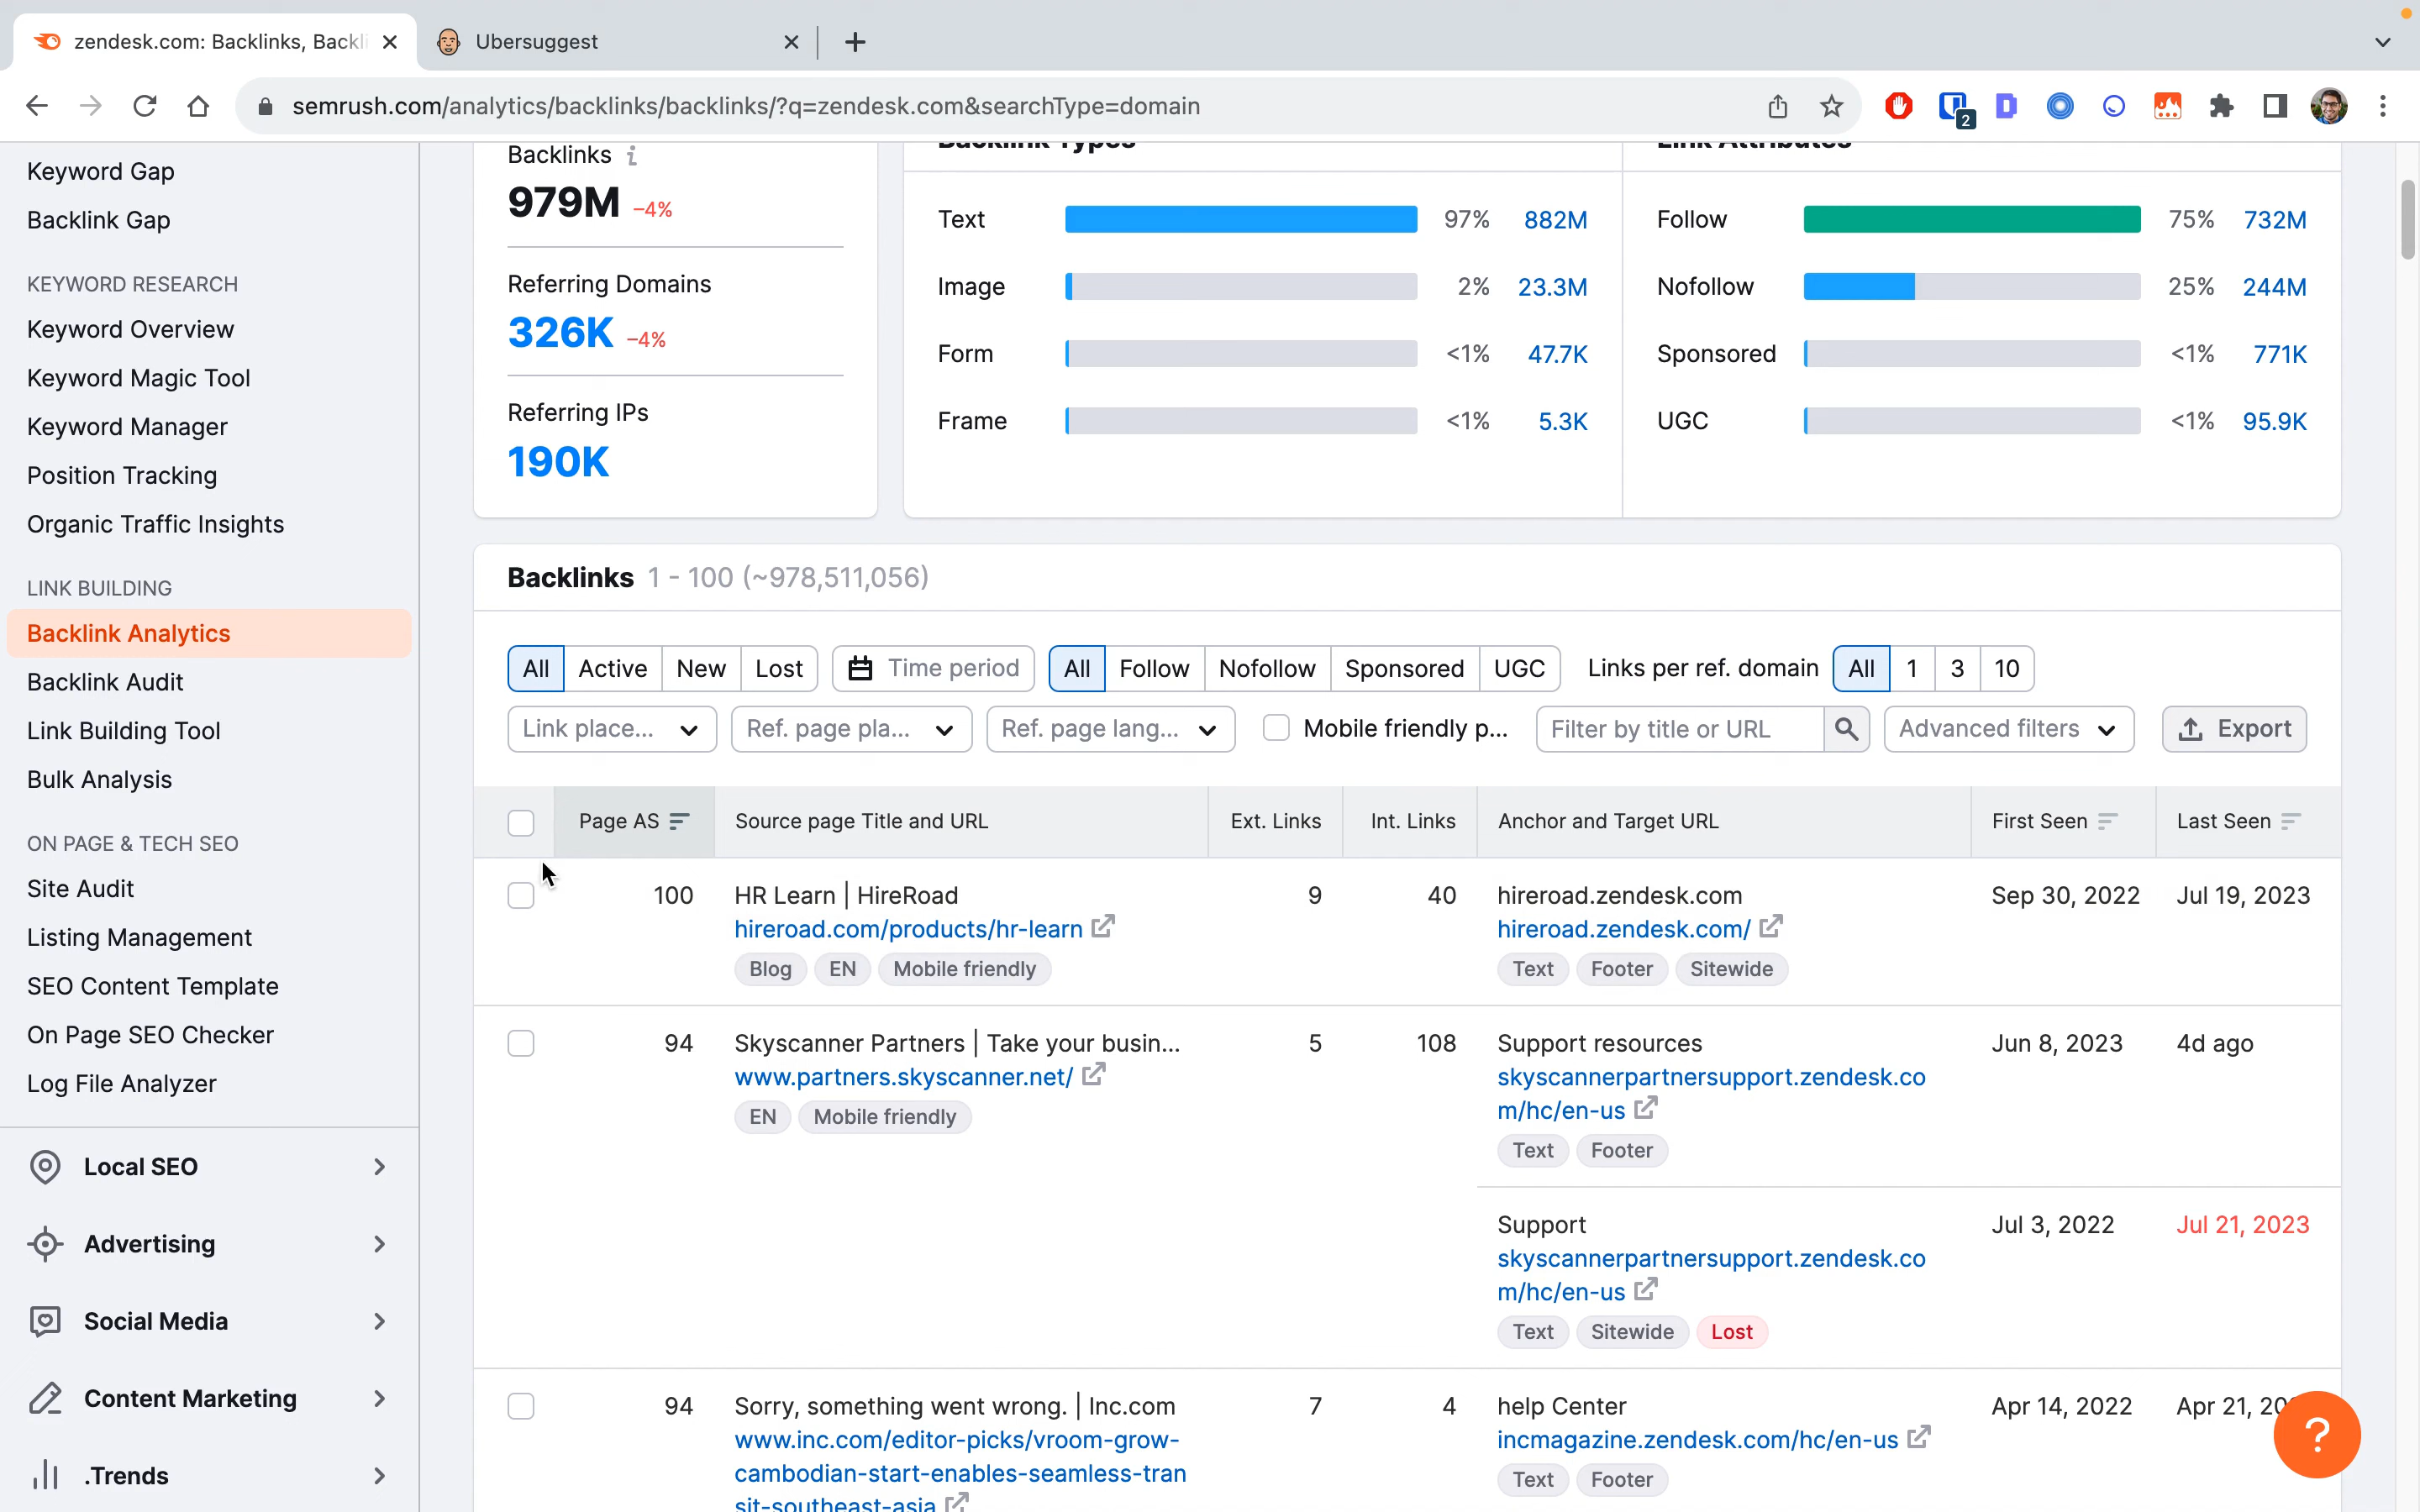 zendesk.com: Backlinks, Backli
Ubersuggest
semrush.com/analytics/backlinks/backlinks/?q=zendesk.com&searchType=domain
2
Keyword Gap
Backlink Gap
KEYWORD RESEARCH
Keyword Overview
Keyword Magic Tool
Keyword Manager
Position Tracking
Organic Traffic Insights
LINK BUILDING
Backlink Analytics
Backlink Audit
Link Building Tool
Bulk Analysis
ON PAGE & TECH SEO
Site Audit
Listing Management
SEO Content Template
On Page SEO Checker
Log File Analyzer
Local SEO
Advertising
Social Media
Content Marketing
.Trends
Backlinks i
979M -4%
Referring Domains
326K -4%
Referring IPs
190K
Backlink Types
Text 97% 882M
Image 2% 23.3M
Form <1% 47.7K
Frame <1% 5.3K
Link Attributes
Follow 75% 732M
Nofollow 25% 244M
Sponsored <1% 771K
UGC <1% 95.9K
Backlinks 1 - 100 (~978,511,056)
All Active New Lost Time period All Follow Nofollow Sponsored UGC Links per ref. domain All 1 3 10
Link place... Ref. page pla... Ref. page lang... Mobile friendly p... Filter by title or URL Advanced filters Export
Page AS Source page Title and URL Ext. Links Int. Links Anchor and Target URL First Seen Last Seen
100 HR Learn | HireRoad 9 40 hireroad.zendesk.com Sep 30, 2022 Jul 19, 2023
hireroad.com/products/hr-learn hireroad.zendesk.com/
Blog EN Mobile friendly Text Footer Sitewide
94 Skyscanner Partners | Take your busin... 5 108 Support resources Jun 8, 2023 4d ago
www.partners.skyscanner.net/ skyscannerpartnersupport.zendesk.co
m/hc/en-us
EN Mobile friendly
Text Footer
Support Jul 3, 2022 Jul 21, 2023
skyscannerpartnersupport.zendesk.co
m/hc/en-us
Text Sitewide Lost
94 Sorry, something went wrong. | Inc.com 7 4 help Center Apr 14, 2022 Apr 21, 20
www.inc.com/editor-picks/vroom-grow- incmagazine.zendesk.com/hc/en-us
cambodian-start-enables-seamless-tran
Text Footer
sit-southeast-asia
?